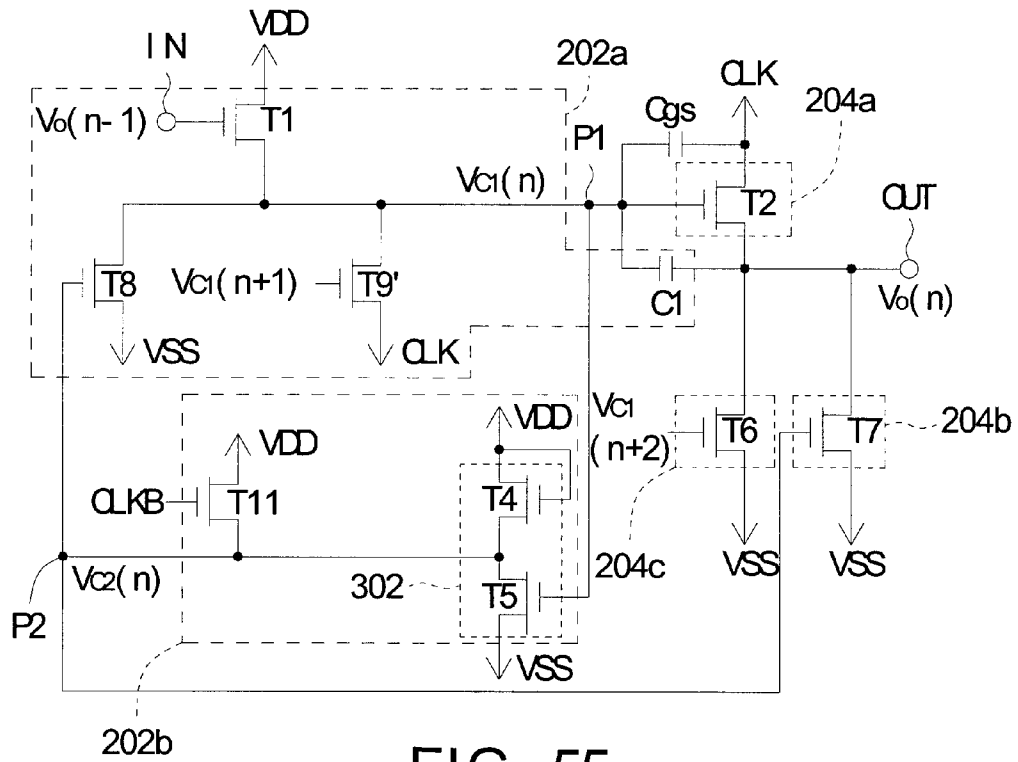 VDD
IN
202a
CLK
Vo(n-1)
T1
Cgs
204a
P1
VC1(n)
T2
OUT
T8
VC1(n+1)
T9'
C1
Vo(n)
VSS
CLK
VC1
(n+2)
VDD
VDD
T6
T7
204b
CLKB
T11
T4
302
204c
VSS
VSS
VC2(n)
T5
P2
VSS
202b
FIG. 55